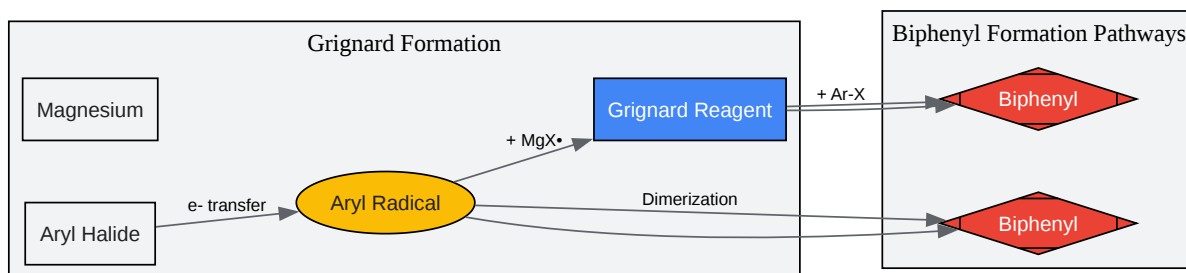 Grignard Formation
Biphenyl Formation Pathways
Magnesium
Grignard Reagent
+ Ar-X
Biphenyl
+ MgX•
Aryl Halide
e- transfer
Aryl Radical
Dimerization
Biphenyl